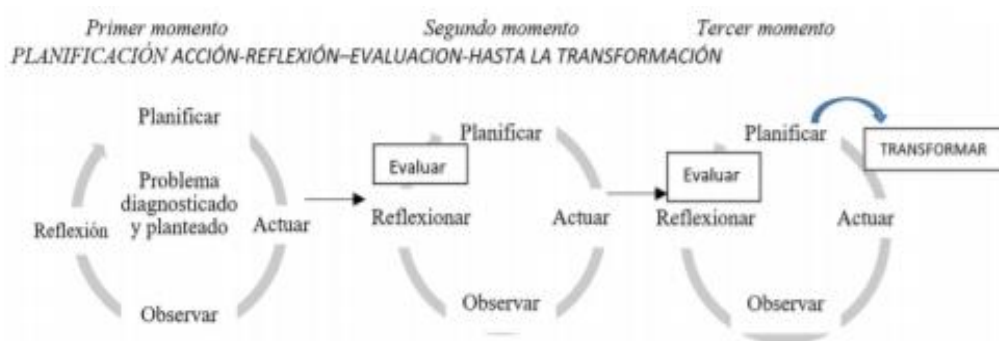 Primer momento
Segundo momento
Tercer momento
PLANIFICACIÓN ACCIÓN-REFLEXIÓN–EVALUACION-HASTA LA TRANSFORMACIÓN
Planificar
Problema
diagnosticado
y planteado
Reflexión
Actuar
Observar
Planificar
Evaluar
Reflexionar
Actuar
Observar
Planificar
TRANSFORMAR
Evaluar
Reflexionar
Actuar
Observar